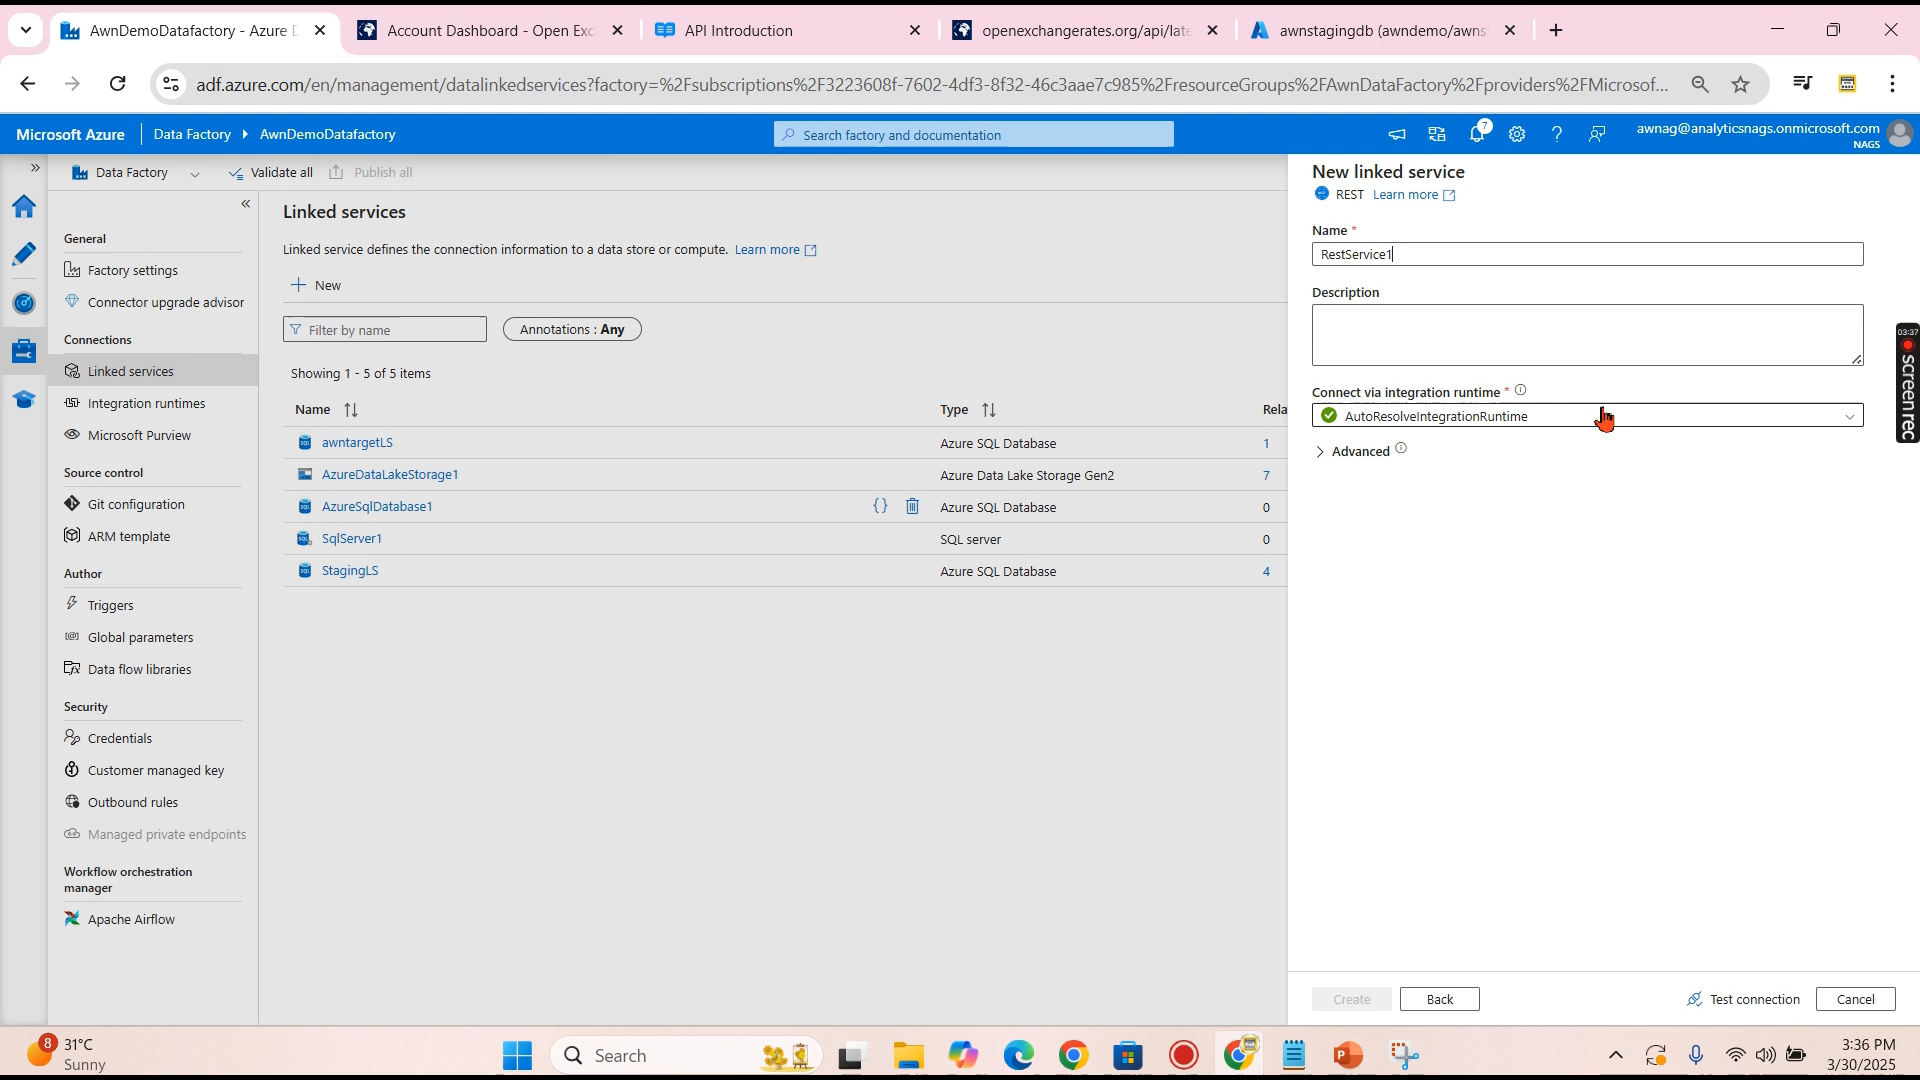 AwnDemoDatafactory - Azure D
Account Dashboard - Open Exc
API Introduction
openexchangerates.org/api/late
awnstagingdb (awndemo/awns
adf.azure.com/en/management/datalinkedservices?factory=%2Fsubscriptions%2F3223608f-7602-4df3-8f32-46c3aae7c985%2FresourceGroups%2FAwnDataFactory%2Fproviders%2FMicrosof...
Microsoft Azure
Data Factory
AwnDemoDatafactory
Search factory and documentation
7
awnag@analyticsnags.onmicrosoft.com
NAGS
Data Factory
Validate all
Publish all
General
Factory settings
Connector upgrade advisor
Connections
Linked services
Integration runtimes
Microsoft Purview
Source control
Git configuration
ARM template
Author
Triggers
Global parameters
Data flow libraries
Security
Credentials
Customer managed key
Outbound rules
Managed private endpoints
Workflow orchestration
manager
Apache Airflow
Linked services
Linked service defines the connection information to a data store or compute. Learn more
New
Filter by name
Annotations : Any
Showing 1 - 5 of 5 items
Name Type Rela
awntargetLS Azure SQL Database 1
AzureDataLakeStorage1 Azure Data Lake Storage Gen2 7
AzureSqlDatabase1 {} Azure SQL Database 0
SqlServer1 SQL server 0
StagingLS Azure SQL Database 4
New linked service
REST Learn more
Name *
RestService1
Description
Connect via integration runtime *
AutoResolveIntegrationRuntime
Advanced
Create
Back
Test connection
Cancel
03:37
screenrec
8
31°C
Sunny
Search
3:36 PM
3/30/2025